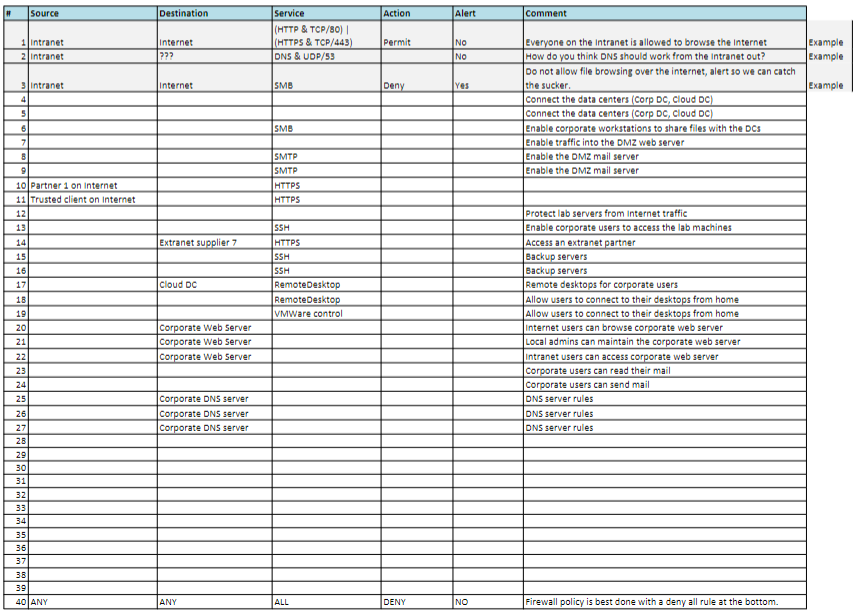 # Source Destination Service Action Alert Comment
(HTTP & TCP/80) |
1 Intranet Internet (HTTPS & TCP/443) Permit No Everyone on the Intranet is allowed to browse the Internet Example
2 Intranet ??? DNS & UDP/53 No How do you think DNS should work from the Intranet out? Example
Do not allow file browsing over the internet, alert so we can catch
3 Intranet Internet SMB Deny Yes the sucker. Example
4 Connect the data centers (Corp DC, Cloud DC)
5 Connect the data centers (Corp DC, Cloud DC)
6 SMB Enable corporate workstations to share files with the DCs
7 Enable traffic into the DMZ web server
8 SMTP Enable the DMZ mail server
9 SMTP Enable the DMZ mail server
10 Partner 1 on Internet HTTPS
11 Trusted client on Internet HTTPS
12 Protect lab servers from Internet traffic
13 SSH Enable corporate users to access the lab machines
14 Extranet supplier 7 HTTPS Access an extranet partner
15 SSH Backup servers
16 SSH Backup servers
17 Cloud DC RemoteDesktop Remote desktops for corporate users
18 RemoteDesktop Allow users to connect to their desktops from home
19 VMWare control Allow users to connect to their desktops from home
20 Corporate Web Server Internet users can browse corporate web server
21 Corporate Web Server Local admins can maintain the corporate web server
22 Corporate Web Server Intranet users can access corporate web server
23 Corporate users can read their mail
24 Corporate users can send mail
25 Corporate DNS server DNS server rules
26 Corporate DNS server DNS server rules
27 Corporate DNS server DNS server rules
28
29
30
31
32
33
34
35
36
37
38
39
40 ANY ANY ALL DENY NO Firewall policy is best done with a deny all rule at the bottom.